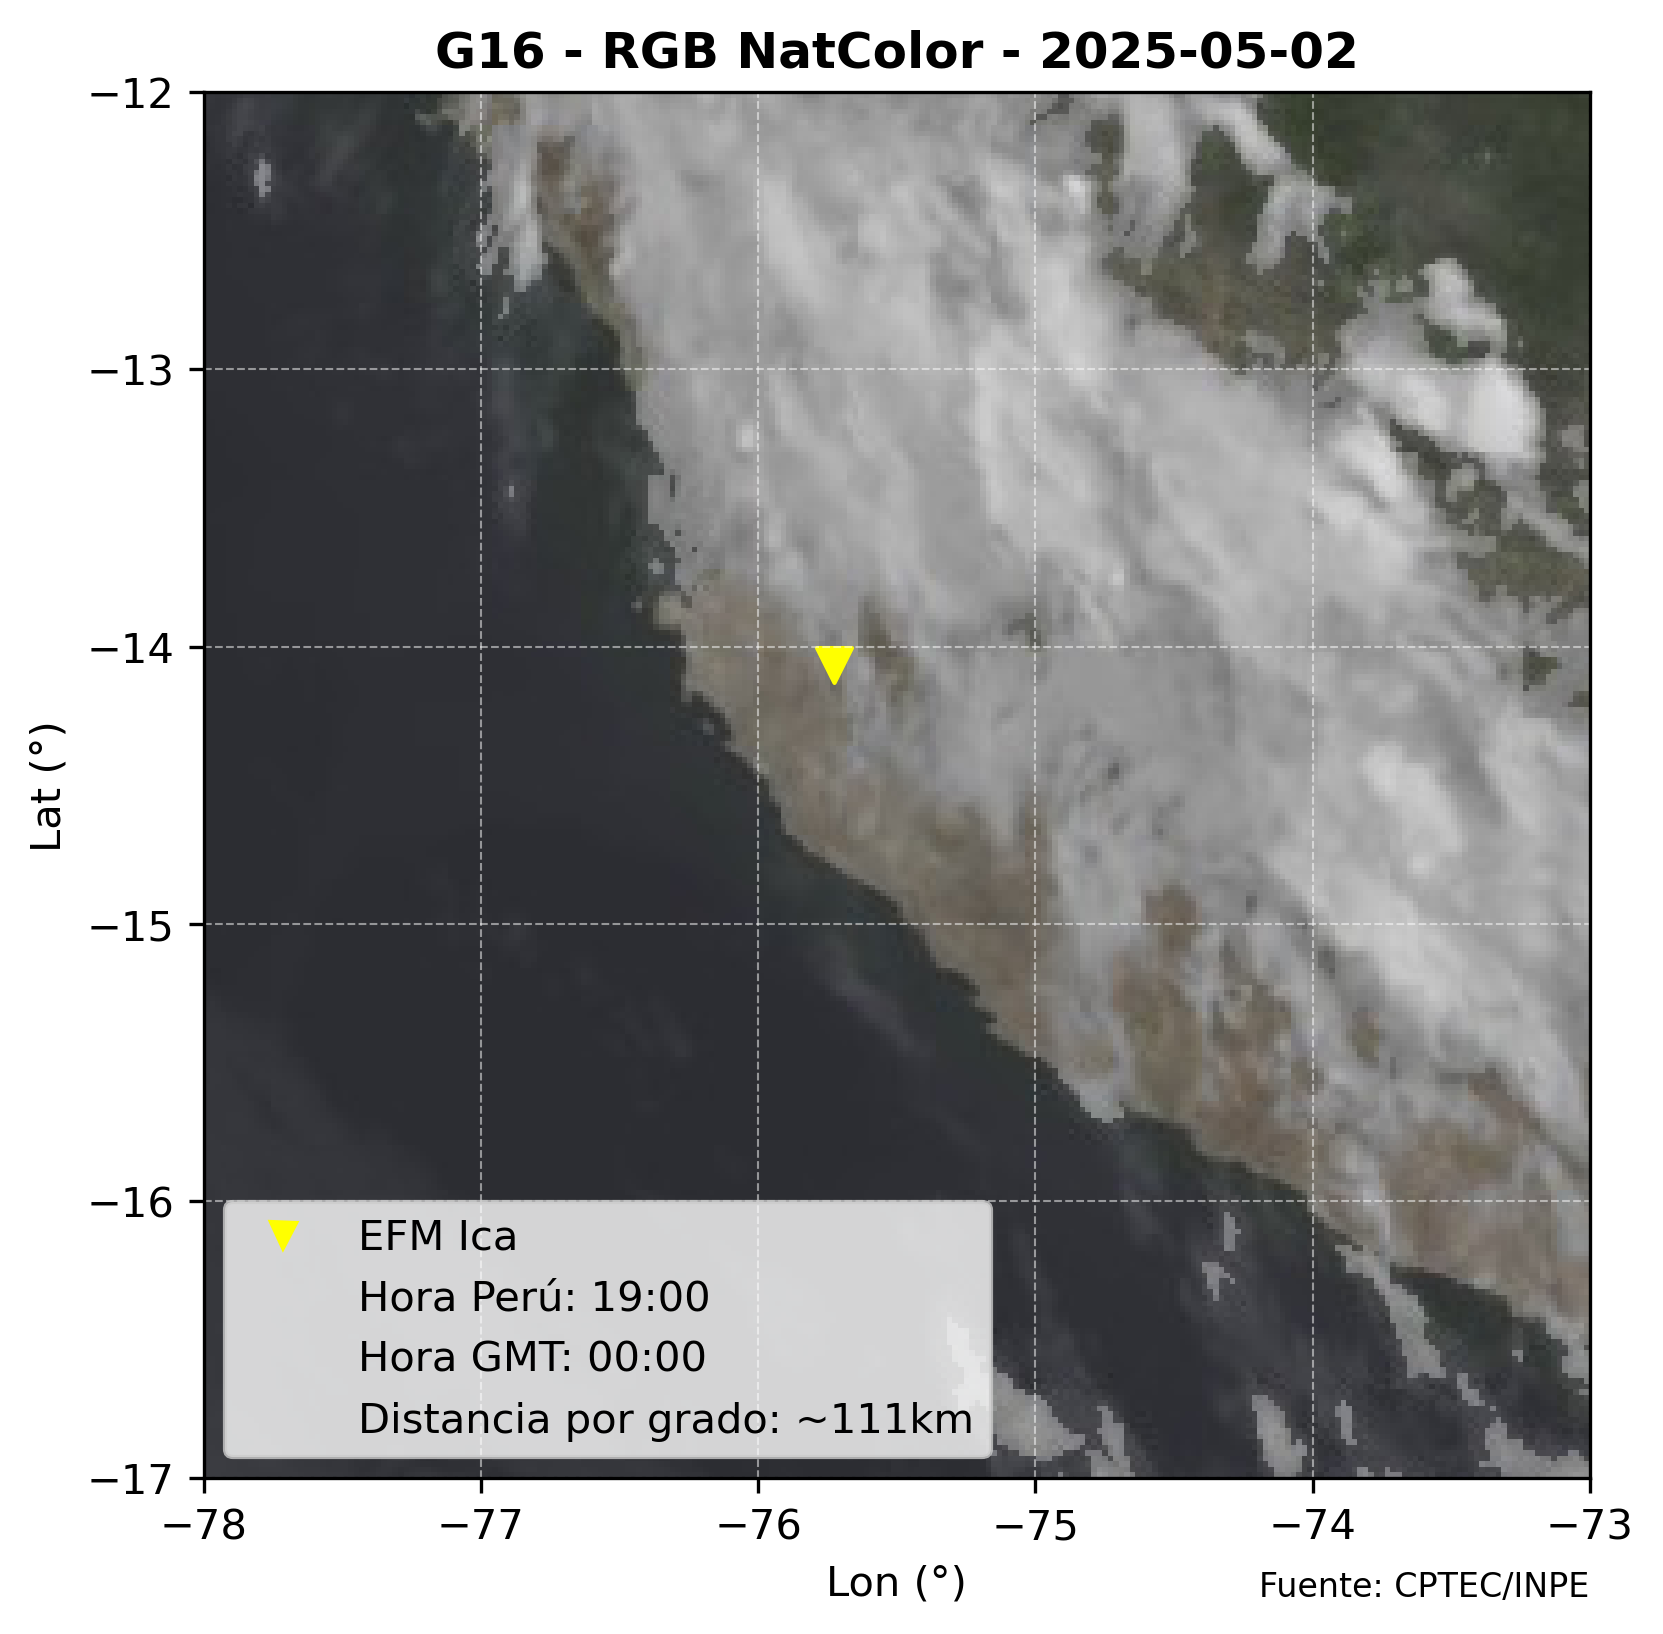 G16 - RGB NatColor - 2025-05-02
−12
−13
−14
−15
−16
−17
Lat (°)
EFM Ica
Hora Perú: 19:00
Hora GMT: 00:00
Distancia por grado: ~111km
−78
−77
−76
−75
−74
−73
Lon (°)
Fuente: CPTEC/INPE